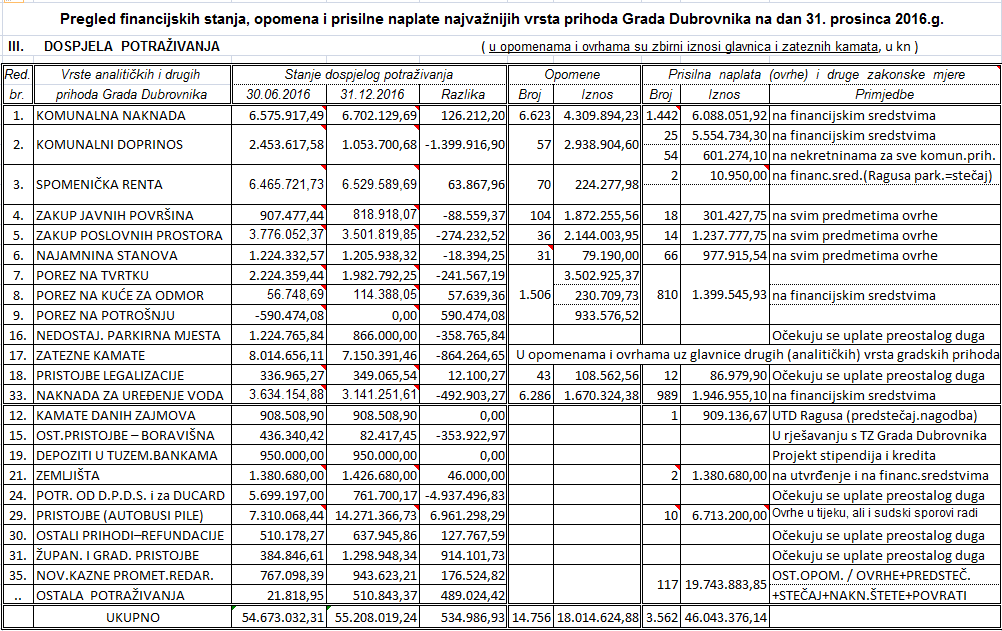 Pregled financijskih stanja, opomena i prisilne naplate najvažnijih vrsta prihoda Grada Dubrovnika na dan 31. prosinca 2016.g.
III. DOSPJELA POTRAŽIVANJA ( u opomenama i ovrhama su zbirni iznosi glavnica i zateznih kamata, u kn )
Red. Vrste analitičkih i drugih Stanje dospjelog potraživanja Opomene Prisilna naplata (ovrhe) i druge zakonske mjere
br. prihoda Grada Dubrovnika 30.06.2016 31.12.2016 Razlika Broj Iznos Broj Iznos Primjedbe
1. KOMUNALNA NAKNADA 6.575.917,49 6.702.129,69 126.212,20 6.623 4.309.894,23 1.442 6.088.051,92 na financijskim sredstvima
25 5.554.734,30 na financijskim sredstvima
2. KOMUNALNI DOPRINOS 2.453.617,58 1.053.700,68 -1.399.916,90 57 2.938.904,60
54 601.274,10 na nekretninama za sve komun.prih.
2 10.950,00 na financ.sred.(Ragusa park.=stečaj)
3. SPOMENIČKA RENTA 6.465.721,73 6.529.589,69 63.867,96 70 224.277,98
4. ZAKUP JAVNIH POVRŠINA 907.477,44 818.918,07 -88.559,37 104 1.872.255,56 18 301.427,75 na svim predmetima ovrhe
5. ZAKUP POSLOVNIH PROSTORA 3.776.052,37 3.501.819,85 -274.232,52 36 2.144.003,95 14 1.237.777,75 na svim predmetima ovrhe
6. NAJAMNINA STANOVA 1.224.332,57 1.205.938,32 -18.394,25 31 79.190,00 66 977.915,54 na svim predmetima ovrhe
7. POREZ NA TVRTKU 2.224.359,44 1.982.792,25 -241.567,19 3.502.925,37
8. POREZ NA KUĆE ZA ODMOR 56.748,69 114.388,05 57.639,36 1.506 230.709,73 810 1.399.545,93 na financijskim sredstvima
9. POREZ NA POTROŠNJU -590.474,08 0,00 590.474,08 933.576,52
16. NEDOSTAJ. PARKIRNA MJESTA 1.224.765,84 866.000,00 -358.765,84 Očekuju se uplate preostalog duga
17. ZATEZNE KAMATE 8.014.656,11 7.150.391,46 -864.264,65 U opomenama i ovrhama uz glavnice drugih (analitičkih) vrsta gradskih prihoda
18. PRISTOJBE LEGALIZACIJE 336.965,27 349.065,54 12.100,27 43 108.562,56 12 86.979,90 Očekuju se uplate preostalog duga
33. NAKNADA ZA UREĐENJE VODA 3.634.154,88 3.141.251,61 -492.903,27 6.286 1.670.324,38 989 1.946.955,10 na financijskim sredstvima
12. KAMATE DANIH ZAJMOVA 908.508,90 908.508,90 0,00 1 909.136,67 UTD Ragusa (predstečaj.nagodba)
15. OST.PRISTOJBE – BORAVIŠNA 436.340,42 82.417,45 -353.922,97 U rješavanju s TZ Grada Dubrovnika
19. DEPOZITI U TUZEM.BANKAMA 950.000,00 950.000,00 0,00 Projekt stipendija i kredita
21. ZEMLJIŠTA 1.380.680,00 1.426.680,00 46.000,00 2 1.380.680,00 na utvrđenje i na financ.sredstvima
24. POTR. OD D.P.D.S. i za DUCARD 5.699.197,00 761.700,17 -4.937.496,83 Očekuju se uplate preostalog duga
29. PRISTOJBE (AUTOBUSI PILE) 7.310.068,44 14.271.366,73 6.961.298,29 10 6.713.200,00 Ovrhe u tijeku, ali i sudski sporovi radi
30. OSTALI PRIHODI–REFUNDACIJE 510.178,27 637.945,86 127.767,59 Očekuju se uplate preostalog duga
31. ŽUPAN. I GRAD. PRISTOJBE 384.846,61 1.298.948,34 914.101,73 Očekuju se uplate preostalog duga
35. NOV.KAZNE PROMET.REDAR. 767.098,39 943.623,21 176.524,82 117 19.743.883,85 OST.OPOM. / OVRHE+PREDSTEČ.
.. OSTALA POTRAŽIVANJA 21.818,95 510.843,37 489.024,42 +STEČAJ+NAKN.ŠTETE+POVRATI
UKUPNO 54.673.032,31 55.208.019,24 534.986,93 14.756 18.014.624,88 3.562 46.043.376,14